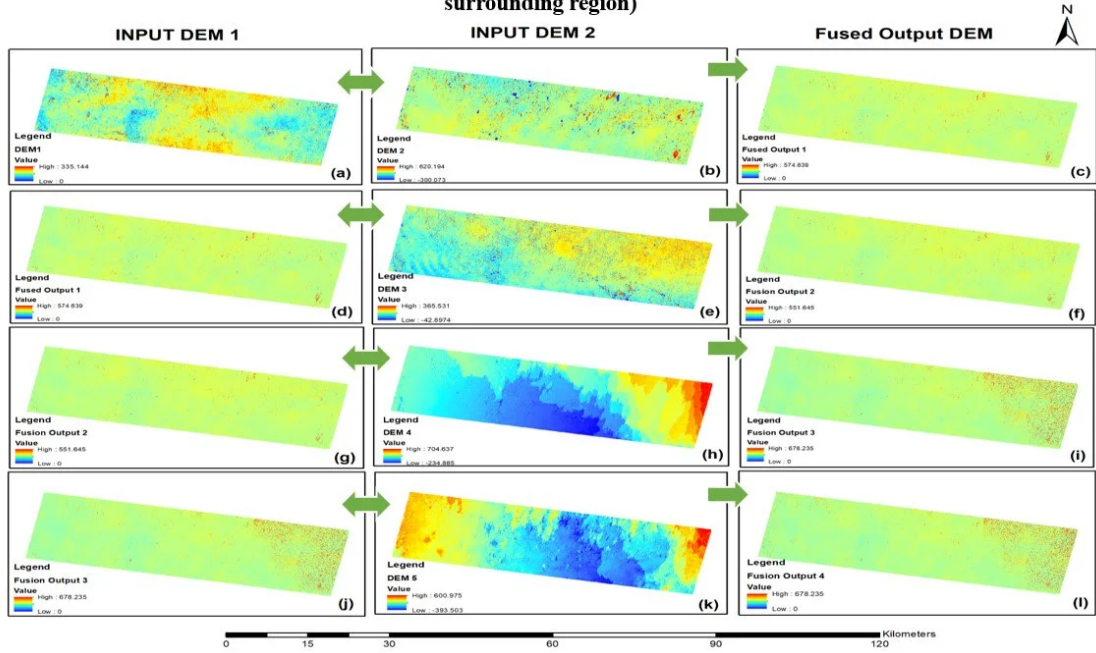 surrounding region)
N
INPUT DEM 1
INPUT DEM 2
Fused Output DEM
Legend
DEM1
Value
High : 335.144
Low : 0
(a)
Legend
DEM 2
Value
High : 620.194
Low : -300.073
(b)
Legend
Fused Output 1
Value
High : 574.639
Low : 0
(c)
Legend
Fused Output 1
Value
High : 574.639
Low : 0
(d)
Legend
DEM 3
Value
High : 365.531
Low : -42.8974
(e)
Legend
Fusion Output 2
Value
High : 551.645
Low : 0
(f)
Legend
Fusion Output 2
Value
High : 551.645
Low : 0
(g)
Legend
DEM 4
Value
High : 704.637
Low : -234.885
(h)
Legend
Fusion Output 3
Value
High : 678.235
Low : 0
(i)
Legend
Fusion Output 3
Value
High : 678.235
Low : 0
(j)
Legend
DEM 5
Value
High : 600.975
Low : -393.503
(k)
Legend
Fusion Output 4
Value
High : 678.235
Low : 0
(l)
Kilometers
0 15 30 60 90 120